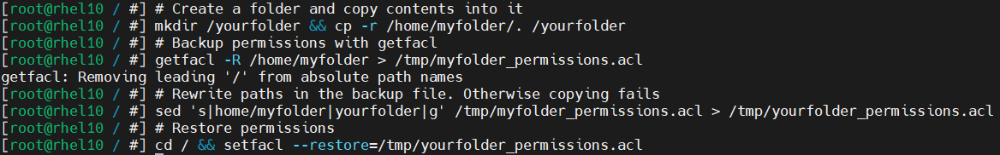 [root@rhel10 / #] # Create a folder and copy contents into it
[root@rhel10 / #] mkdir /yourfolder && cp -r /home/myfolder/. /yourfolder
[root@rhel10 / #] # Backup permissions with getfacl
[root@rhel10 / #] getfacl -R /home/myfolder > /tmp/myfolder_permissions.acl
getfacl: Removing leading '/' from absolute path names
[root@rhel10 / #] # Rewrite paths in the backup file. Otherwise copying fails
[root@rhel10 / #] sed 's|home/myfolder|yourfolder|g' /tmp/myfolder_permissions.acl > /tmp/yourfolder_permissions.acl
[root@rhel10 / #] # Restore permissions
[root@rhel10 / #] cd / && setfacl --restore=/tmp/yourfolder_permissions.acl